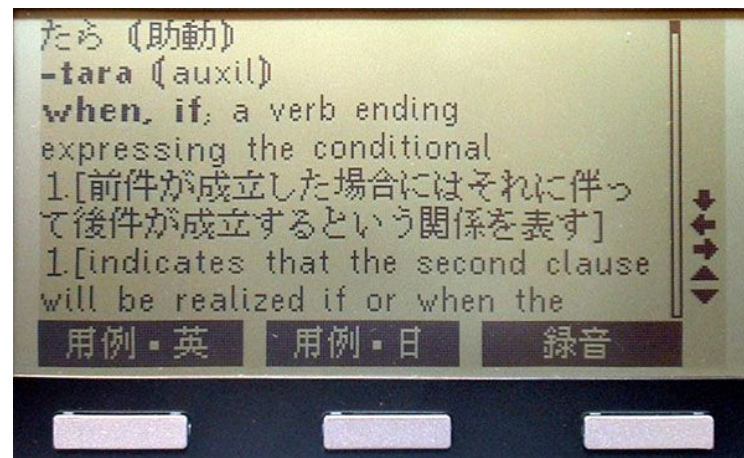 たら⦅助動⦆
-tara ⦅auxil⦆
when, if; a verb ending
expressing the conditional
1.[前件が成立した場合にはそれに伴っ
て後件が成立するという関係を表す]
1.[indicates that the second clause
will be realized if or when the
用例▪英 用例▪日 録音